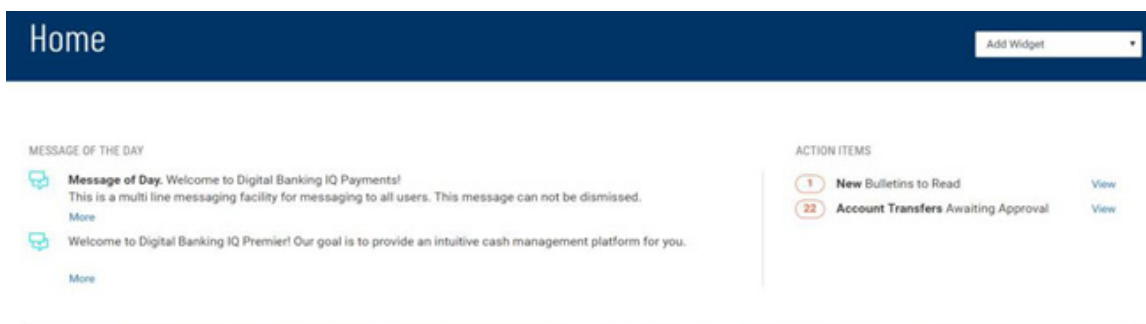 Home
Add Widget
MESSAGE OF THE DAY
Message of Day. Welcome to Digital Banking IQ Payments!
This is a multi line messaging facility for messaging to all users. This message can not be dismissed.
More
Welcome to Digital Banking IQ Premier! Our goal is to provide an intuitive cash management platform for you.
More
ACTION ITEMS
1 New Bulletins to Read View
22 Account Transfers Awaiting Approval View